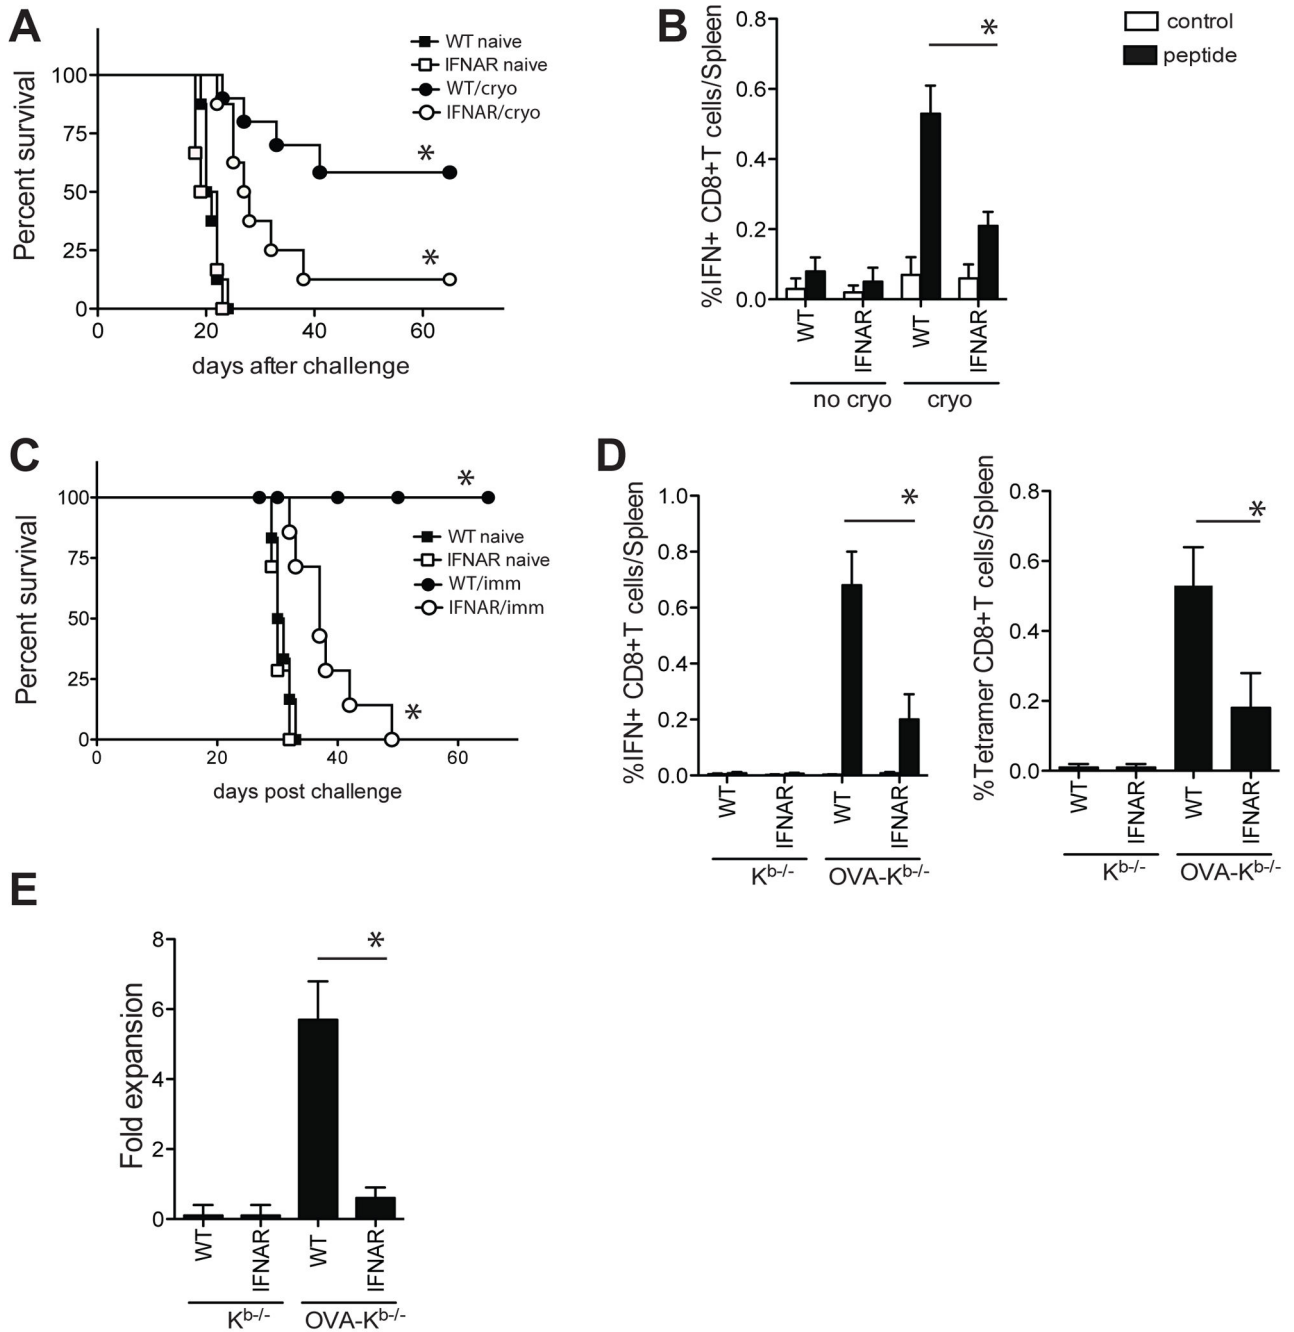 A
Percent survival
100
75
50
25
0
0 20 40 60
days after challenge
WT naive
IFNAR naive
WT/cryo
IFNAR/cryo
*
*
B
%IFN+ CD8+T cells/Spleen
0.8
0.6
0.4
0.2
0.0
*
WT IFNAR WT IFNAR
no cryo cryo
control
peptide
C
Percent survival
100
75
50
25
0
0 20 40 60
days post challenge
WT naive
IFNAR naive
WT/imm
IFNAR/imm
*
*
D
%IFN+ CD8+T cells/Spleen
1.0
0.8
0.6
0.4
0.2
0.0
*
WT IFNAR WT IFNAR
Kb-/- OVA-Kb-/-
%Tetramer CD8+T cells/Spleen
0.8
0.6
0.4
0.2
0.0
*
WT IFNAR WT IFNAR
Kb-/- OVA-Kb-/-
E
Fold expansion
8
6
4
2
0
*
WT IFNAR WT IFNAR
Kb-/- OVA-Kb-/-